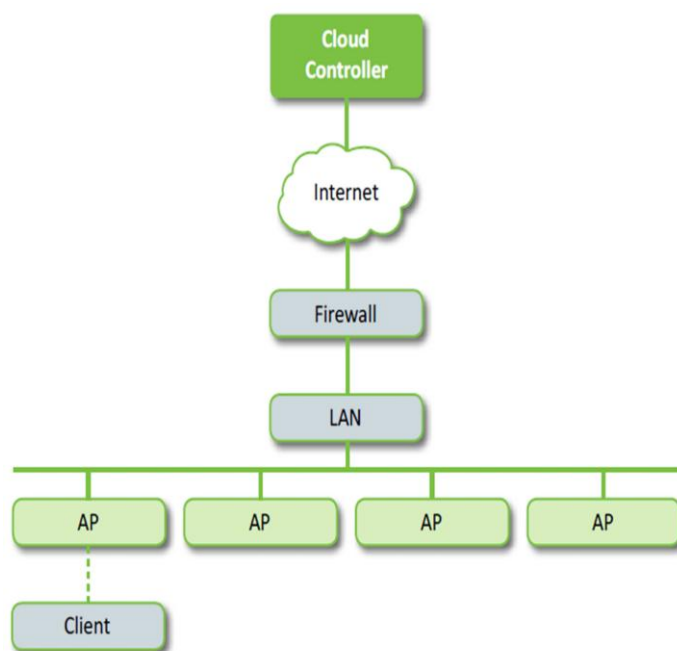 Cloud
Controller
Internet
Firewall
LAN
AP
AP
AP
AP
Client